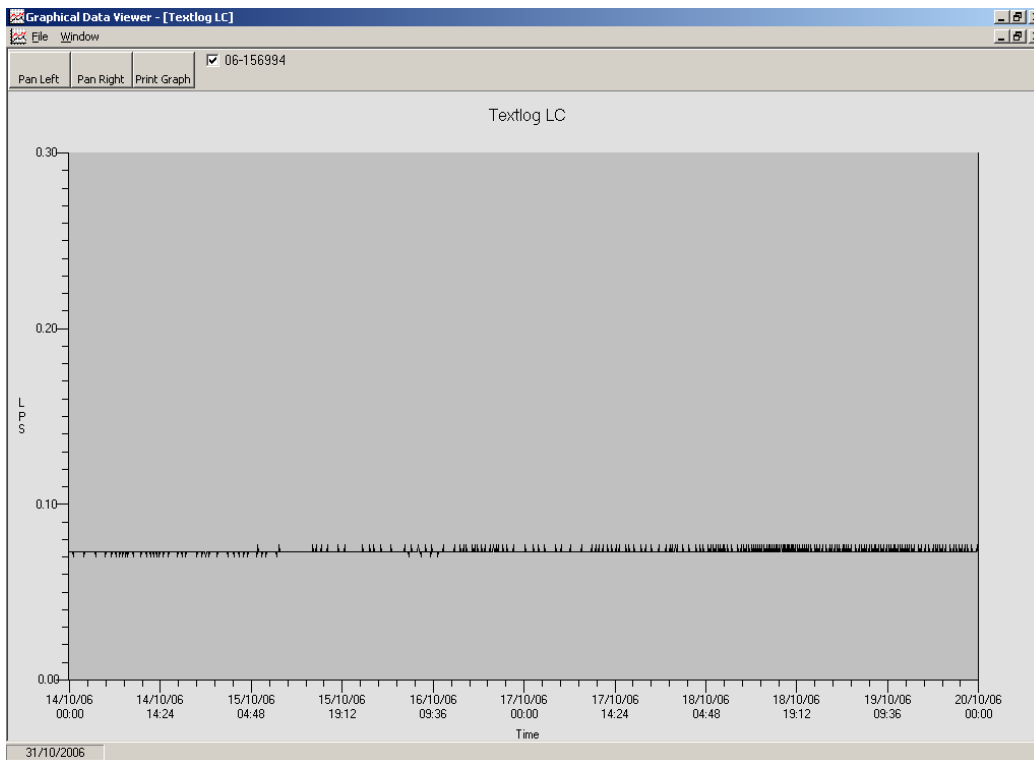 Graphical Data Viewer - [Textlog LC]
File Window
Pan Left Pan Right Print Graph 06-156994
Textlog LC
0.30
0.20
LPS
0.10
0.00
14/10/06 14/10/06 15/10/06 15/10/06 16/10/06 17/10/06 17/10/06 18/10/06 18/10/06 19/10/06 20/10/06
00:00 14:24 04:48 19:12 09:36 00:00 14:24 04:48 19:12 09:36 00:00
Time
31/10/2006